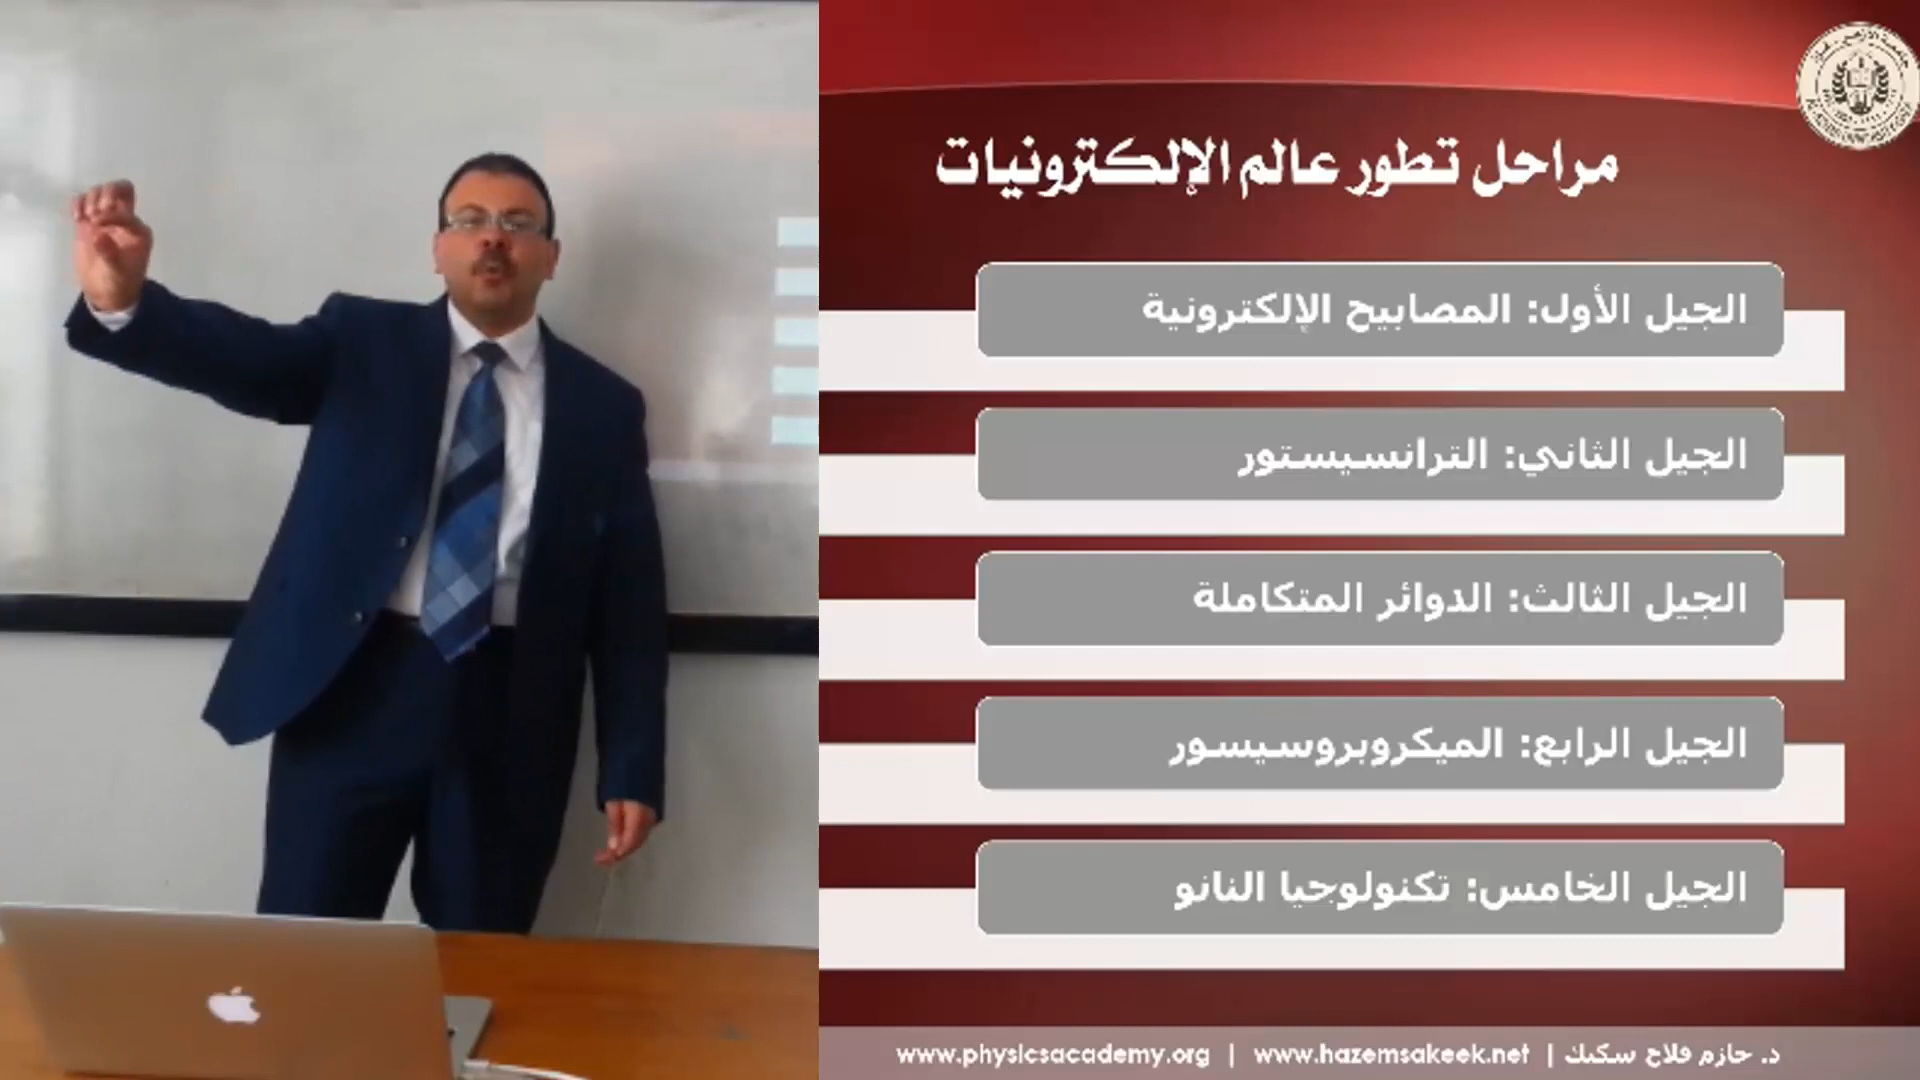 مراحل تطور عالم الإلكترونيات
الجيل الأول: المصابيح الإلكترونية
الجيل الثاني: الترانسيستور
الجيل الثالث: الدوائر المتكاملة
الجيل الرابع: الميكروبروسيسور
الجيل الخامس: تكنولوجيا النانو
www.physicsacademy.org | www.hazemsakeek.net | د. حازم فلاح سكيك